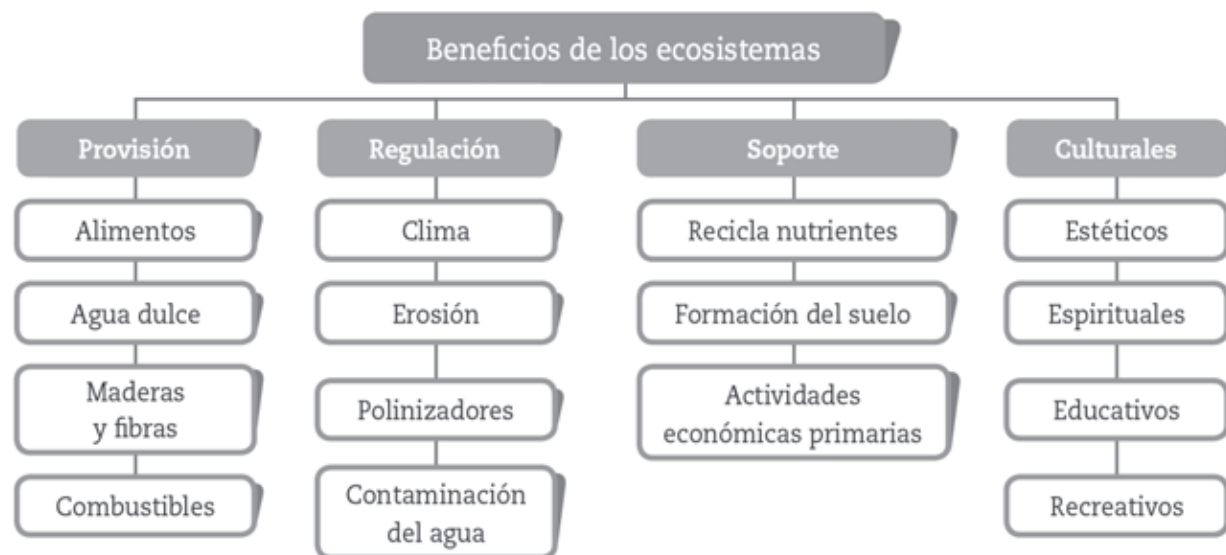 Beneficios de los ecosistemas
Provisión
Alimentos
Agua dulce
Maderas
y fibras
Combustibles
Regulación
Clima
Erosión
Polinizadores
Contaminación
del agua
Soporte
Recicla nutrientes
Formación del suelo
Actividades
económicas primarias
Culturales
Estéticos
Espirituales
Educativos
Recreativos